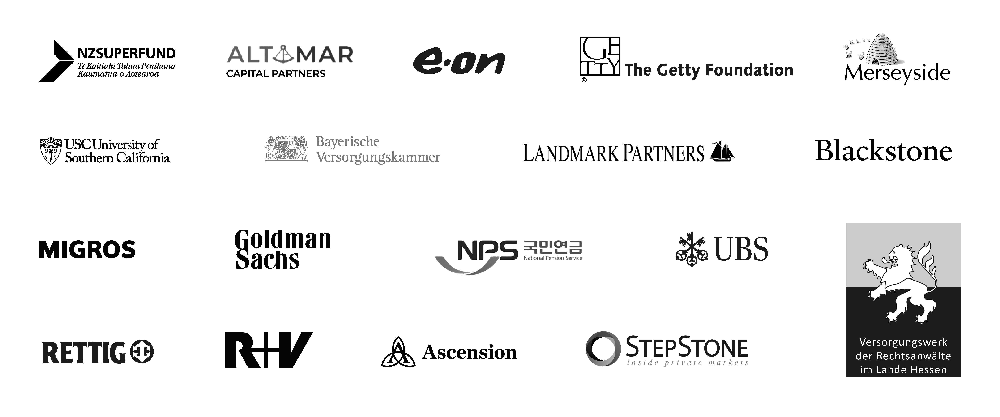 NZSUPERFUND
Te Kaitiaki Tahua Penihana
Kaumātua o Aotearoa
ALTAMAR
CAPITAL PARTNERS
e·on
GETTY
®
The Getty Foundation
Merseyside
USC University of
Southern California
Bayerische
Versorgungskammer
LANDMARK PARTNERS
Blackstone
MIGROS
Goldman
Sachs
NPS 국민연금
National Pension Service
UBS
RETTIG
R+V
A Ascension
STEPSTONE
inside private markets
Versorgungswerk
der Rechtsanwälte
im Lande Hessen